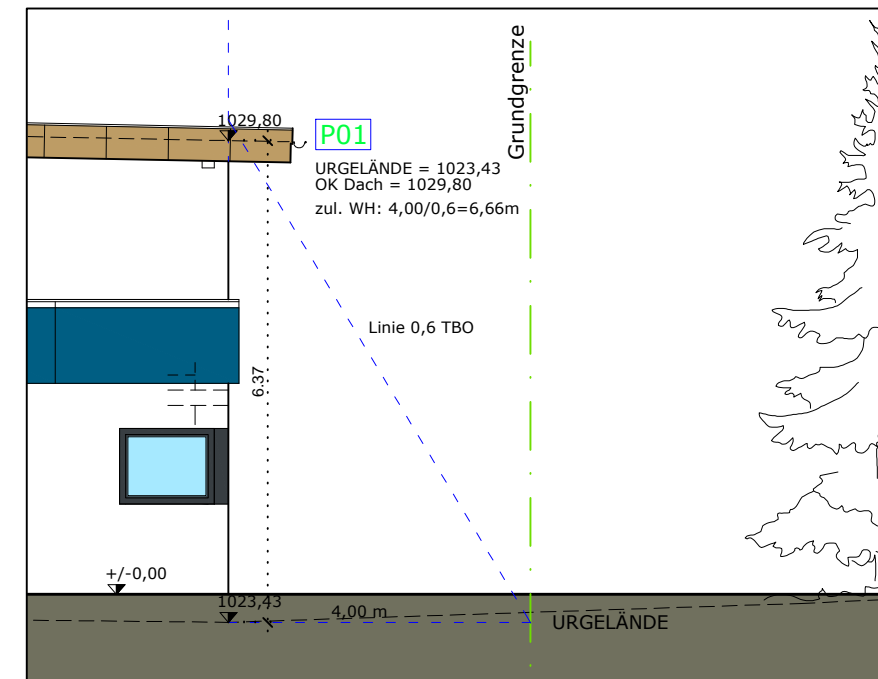 Grundgrenze
1029,80
P01
URGELÄNDE = 1023,43
OK Dach = 1029,80
zul. WH: 4,00/0,6=6,66m
Linie 0,6 TBO
6.37
+/-0,00
1023,43
4,00 m
URGELÄNDE